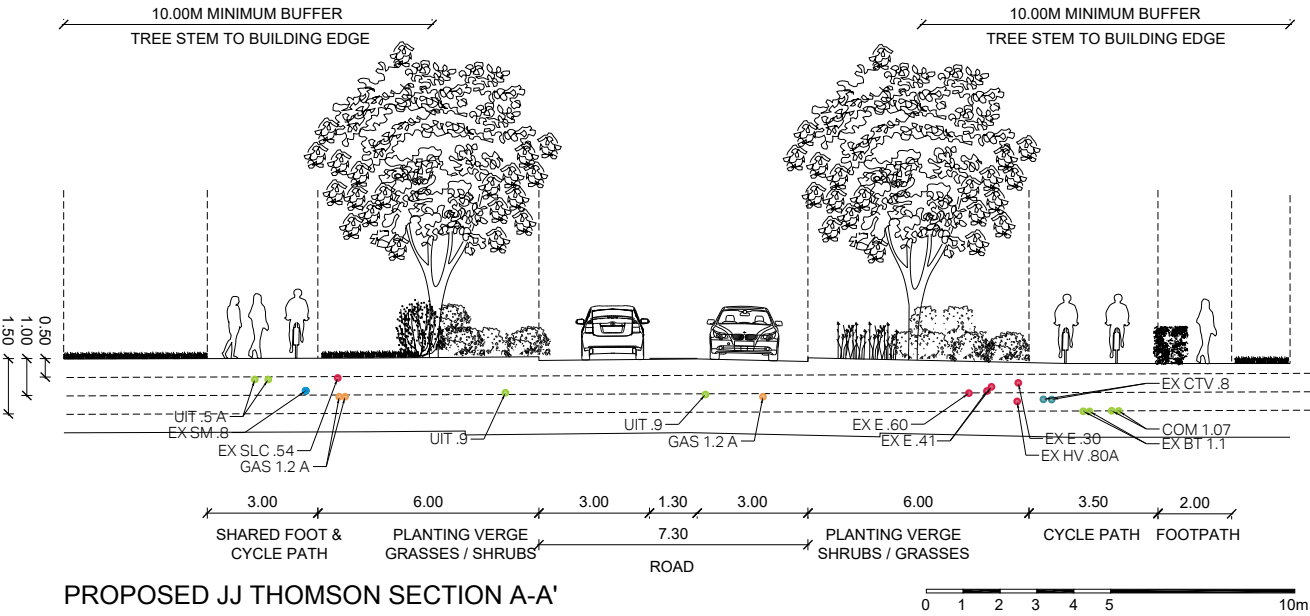 10.00M MINIMUM BUFFER
TREE STEM TO BUILDING EDGE
10.00M MINIMUM BUFFER
TREE STEM TO BUILDING EDGE
0.50
1.00
1.50
UIT .5 A
EX SM .8
EX SLC .54
GAS 1.2 A
UIT .9
UIT .9
GAS 1.2 A
EX E .60
EX E .41
EX E .30
EX HV .80A
EX CTV .8
COM 1.07
EX BT 1.1
3.00
6.00
3.00
1.30
3.00
6.00
3.50
2.00
SHARED FOOT &
CYCLE PATH
PLANTING VERGE
GRASSES / SHRUBS
7.30
ROAD
PLANTING VERGE
SHRUBS / GRASSES
CYCLE PATH
FOOTPATH
PROPOSED JJ THOMSON SECTION A-A'
0 1 2 3 4 5 10m